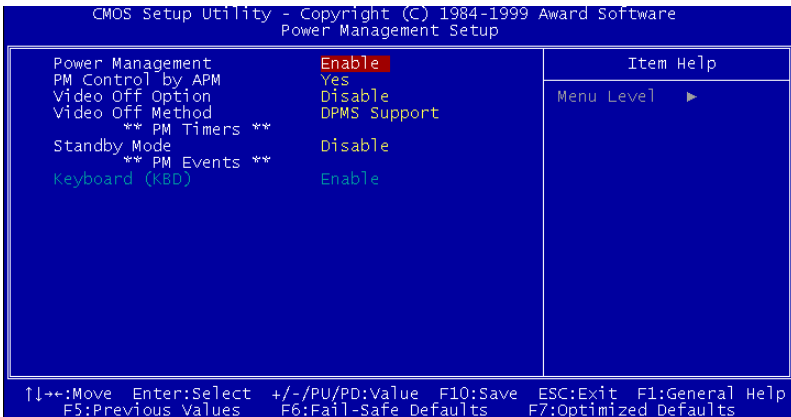 CMOS Setup Utility - Copyright (C) 1984-1999 Award Software
Power Management Setup
Power Management Enable
PM Control by APM Yes
Video Off Option Disable
Video Off Method DPMS Support
** PM Timers **
Standby Mode Disable
** PM Events **
Keyboard (KBD) Enable
Item Help
Menu Level ►
↑↓→←:Move Enter:Select +/-/PU/PD:Value F10:Save ESC:Exit F1:General Help
F5:Previous Values F6:Fail-Safe Defaults F7:Optimized Defaults